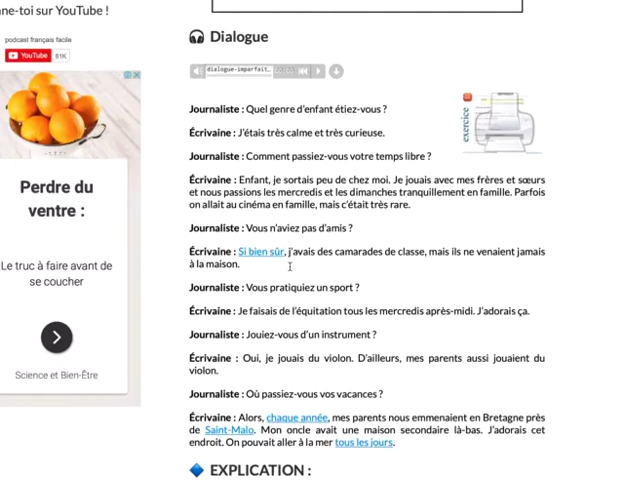 ne-toi sur YouTube !
podcast français facile
YouTube 91K
Perdre du
ventre :
Le truc à faire avant de
se coucher
Science et Bien-Être
Dialogue
dialogue-imparfait_
exercice
Journaliste : Quel genre d'enfant étiez-vous ?
Écrivaine : J'étais très calme et très curieuse.
Journaliste : Comment passiez-vous votre temps libre ?
Écrivaine : Enfant, je sortais peu de chez moi. Je jouais avec mes frères et sœurs
et nous passions les mercredis et les dimanches tranquillement en famille. Parfois
on allait au cinéma en famille, mais c'était très rare.
Journaliste : Vous n'aviez pas d'amis ?
Écrivaine : Si bien sûr, j'avais des camarades de classe, mais ils ne venaient jamais
à la maison.
Journaliste : Vous pratiquiez un sport ?
Écrivaine : Je faisais de l'équitation tous les mercredis après-midi. J'adorais ça.
Journaliste : Jouiez-vous d'un instrument ?
Écrivaine : Oui, je jouais du violon. D'ailleurs, mes parents aussi jouaient du
violon.
Journaliste : Où passiez-vous vos vacances ?
Écrivaine : Alors, chaque année, mes parents nous emmenaient en Bretagne près
de Saint-Malo. Mon oncle avait une maison secondaire là-bas. J'adorais cet
endroit. On pouvait aller à la mer tous les jours.
EXPLICATION :